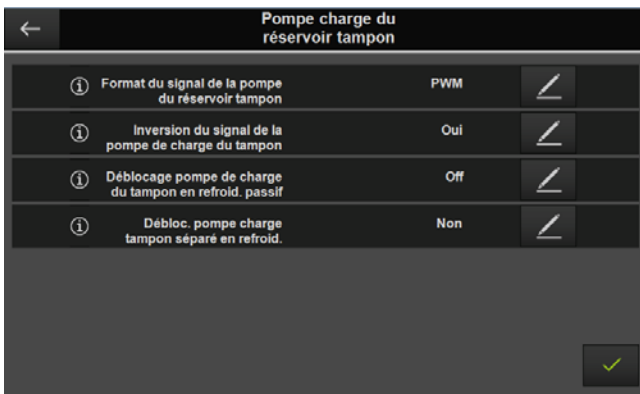 Pompe charge du
réservoir tampon
Format du signal de la pompe
du réservoir tampon
PWM
Inversion du signal de la
pompe de charge du tampon
Oui
Déblocage pompe de charge
du tampon en refroid. passif
Off
Débloc. pompe charge
tampon séparé en refroid.
Non